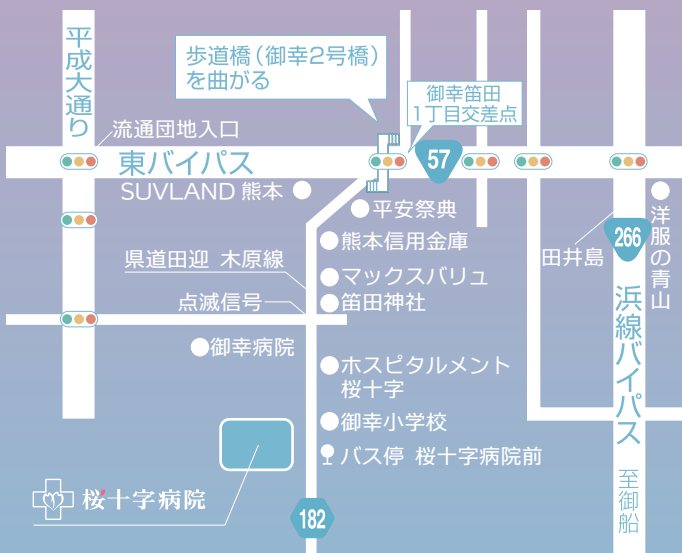 平成大通り
歩道橋（御幸2号橋）
を曲がる
御幸笛田
1丁目交差点
流通団地入口
東バイパス
57
SUVLAND 熊本
平安祭典
洋服の青山
熊本信用金庫
266
田井島
県道田迎 木原線
マックスバリュ
点滅信号
笛田神社
浜線バイパス
御幸病院
ホスピタルメント
桜十字
御幸小学校
バス停 桜十字病院前
至御船
桜十字病院
182